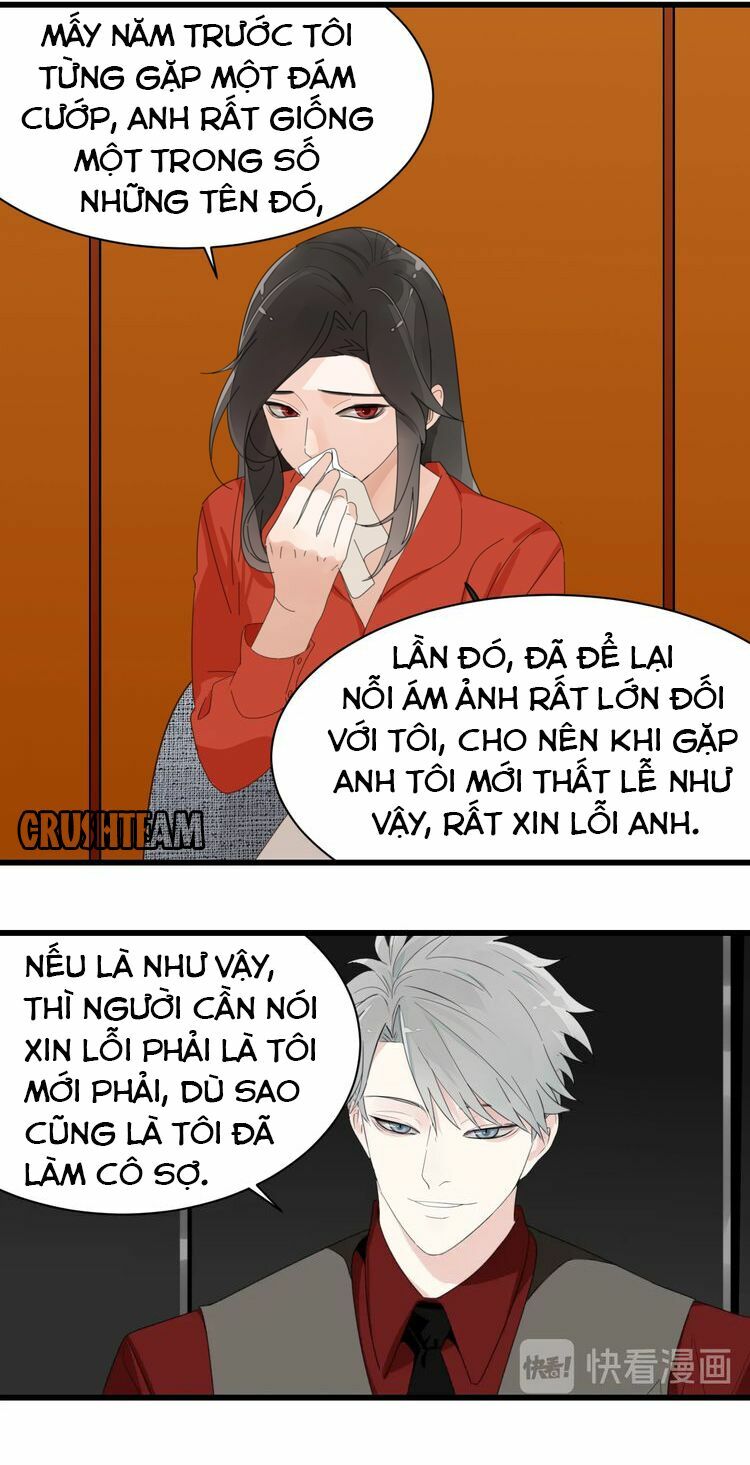 MẤY NĂM TRƯỚC TÔI
TỪNG GẶP MỘT ĐÁM
CƯỚP, ANH RẤT GIỐNG
MỘT TRONG SỐ
NHỮNG TÊN ĐÓ,
LẦN ĐÓ, ĐÃ ĐỂ LẠI
NỖI ÁM ẢNH RẤT LỚN ĐỐI
VỚI TÔI, CHO NÊN KHI GẶP
ANH TÔI MỚI THẤT LỄ NHƯ
VẬY, RẤT XIN LỖI ANH.
CRUSHTEAM
NẾU LÀ NHƯ VẬY,
THÌ NGƯỜI CẦN NÓI
XIN LỖI PHẢI LÀ TÔI
MỚI PHẢI, DÙ SAO
CŨNG LÀ TÔI ĐÃ
LÀM CÔ SỢ.
快看! 快看漫画